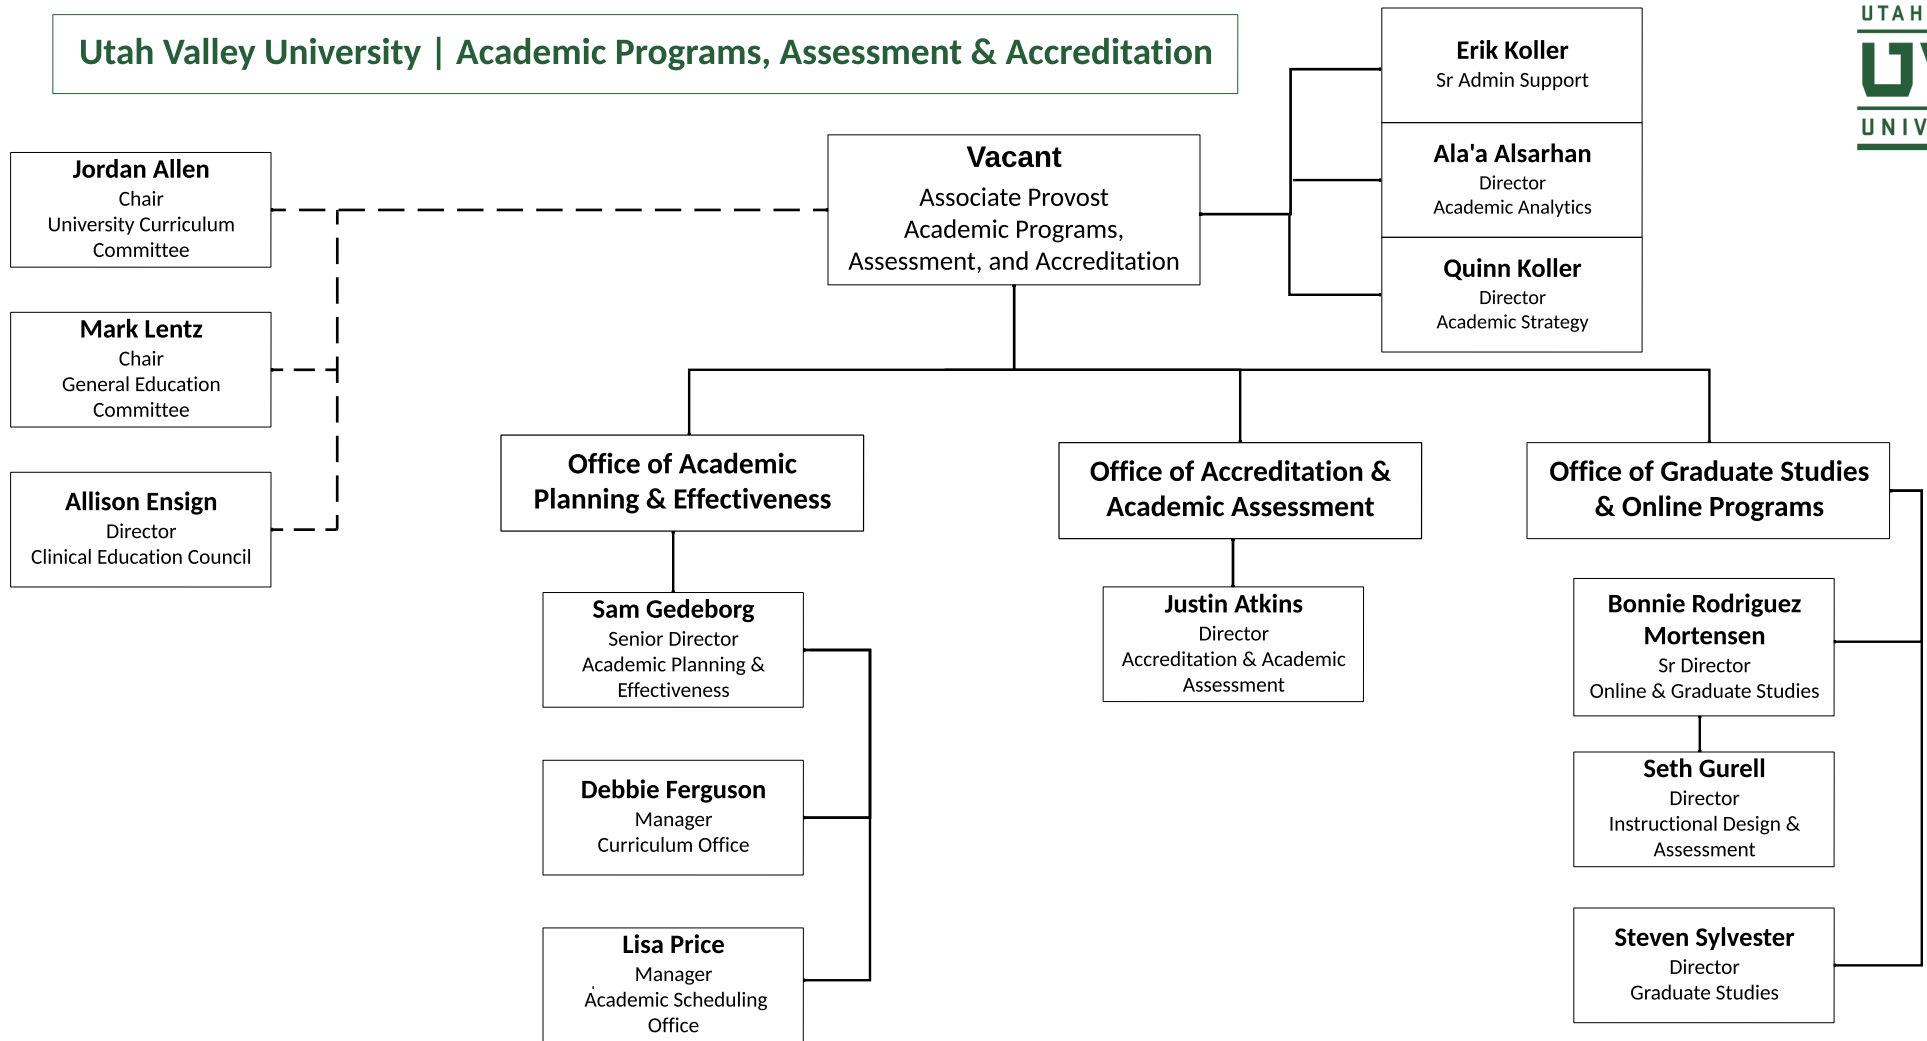 Utah Valley University | Academic Programs, Assessment & Accreditation
UTAH
UNIV
Erik Koller
Sr Admin Support
Ala'a Alsarhan
Director
Academic Analytics
Quinn Koller
Director
Academic Strategy
Vacant
Associate Provost
Academic Programs,
Assessment, and Accreditation
Jordan Allen
Chair
University Curriculum
Committee
Mark Lentz
Chair
General Education
Committee
Allison Ensign
Director
Clinical Education Council
Office of Academic
Planning & Effectiveness
Sam Gedeborg
Senior Director
Academic Planning &
Effectiveness
Debbie Ferguson
Manager
Curriculum Office
Lisa Price
Manager
Academic Scheduling
Office
Office of Accreditation &
Academic Assessment
Justin Atkins
Director
Accreditation & Academic
Assessment
Office of Graduate Studies
& Online Programs
Bonnie Rodriguez
Mortensen
Sr Director
Online & Graduate Studies
Seth Gurell
Director
Instructional Design &
Assessment
Steven Sylvester
Director
Graduate Studies